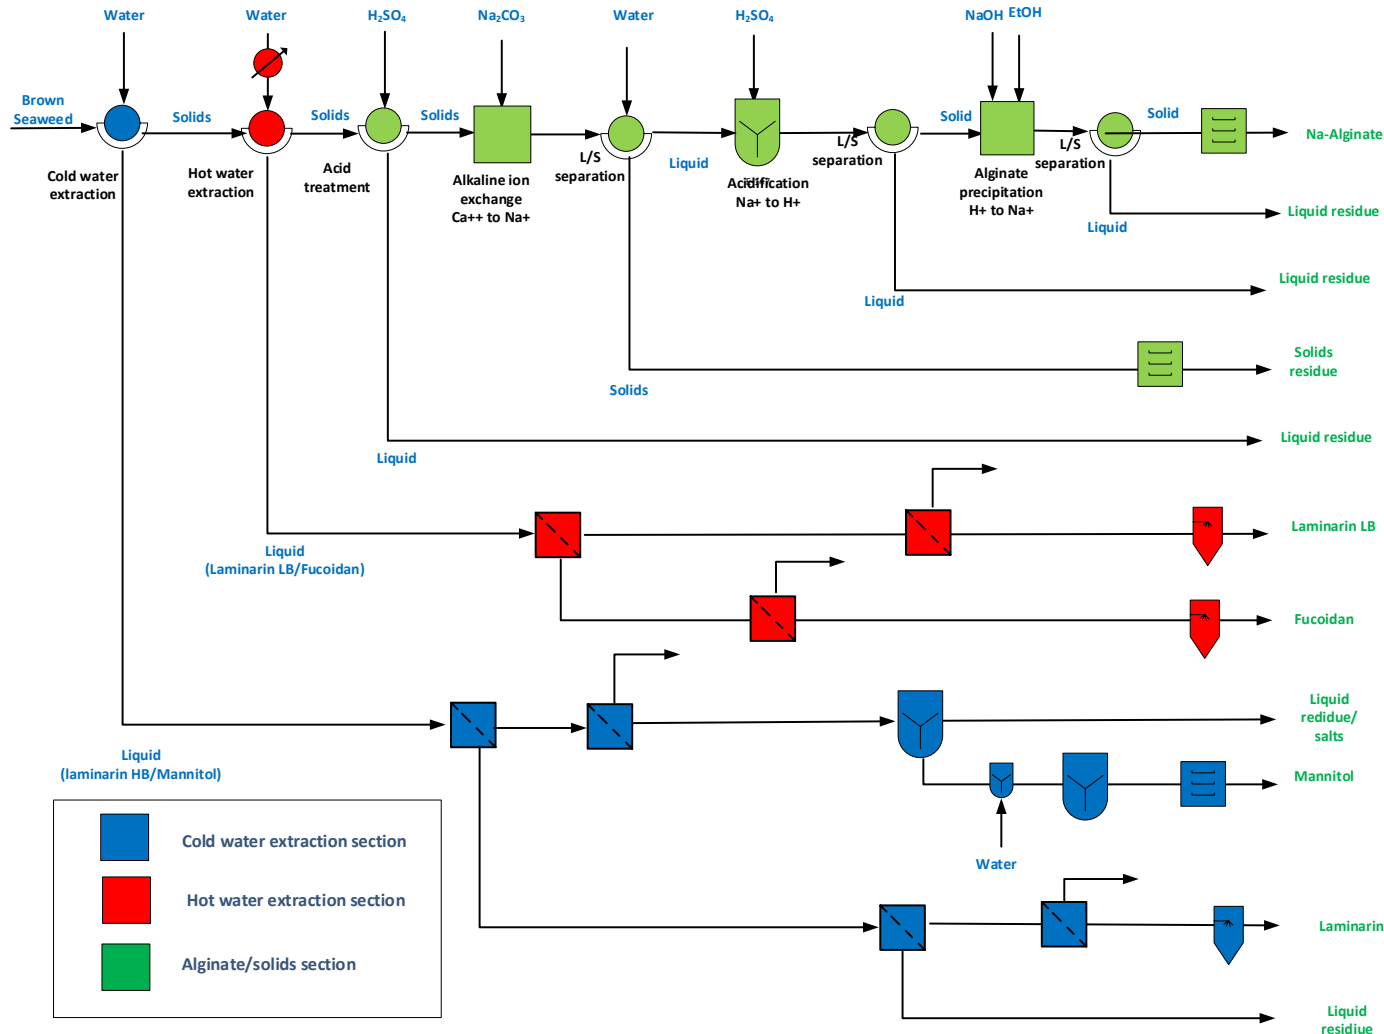 Water
Water
H₂SO₄
Na₂CO₃
Water
H₂SO₄
NaOH
EtOH
Brown
Seaweed
Solids
Solids
Solids
Liquid
Solid
Solid
Na-Alginate
Cold water
extraction
Hot water
extraction
Acid
treatment
Alkaline ion
exchange
Ca++ to Na+
L/S
separation
Acidification
Na+ to H+
L/S
separation
Alginate
precipitation
H+ to Na+
L/S
separation
Liquid
Liquid residue
Liquid
Liquid residue
Solids
Solids
residue
Liquid
Liquid residue
Liquid
(Laminarin LB/Fucoidan)
Laminarin LB
Fucoidan
Liquid
redidue/
salts
Liquid
(laminarin HB/Mannitol)
Mannitol
Water
Laminarin
Liquid
residiue
Cold water extraction section
Hot water extraction section
Alginate/solids section